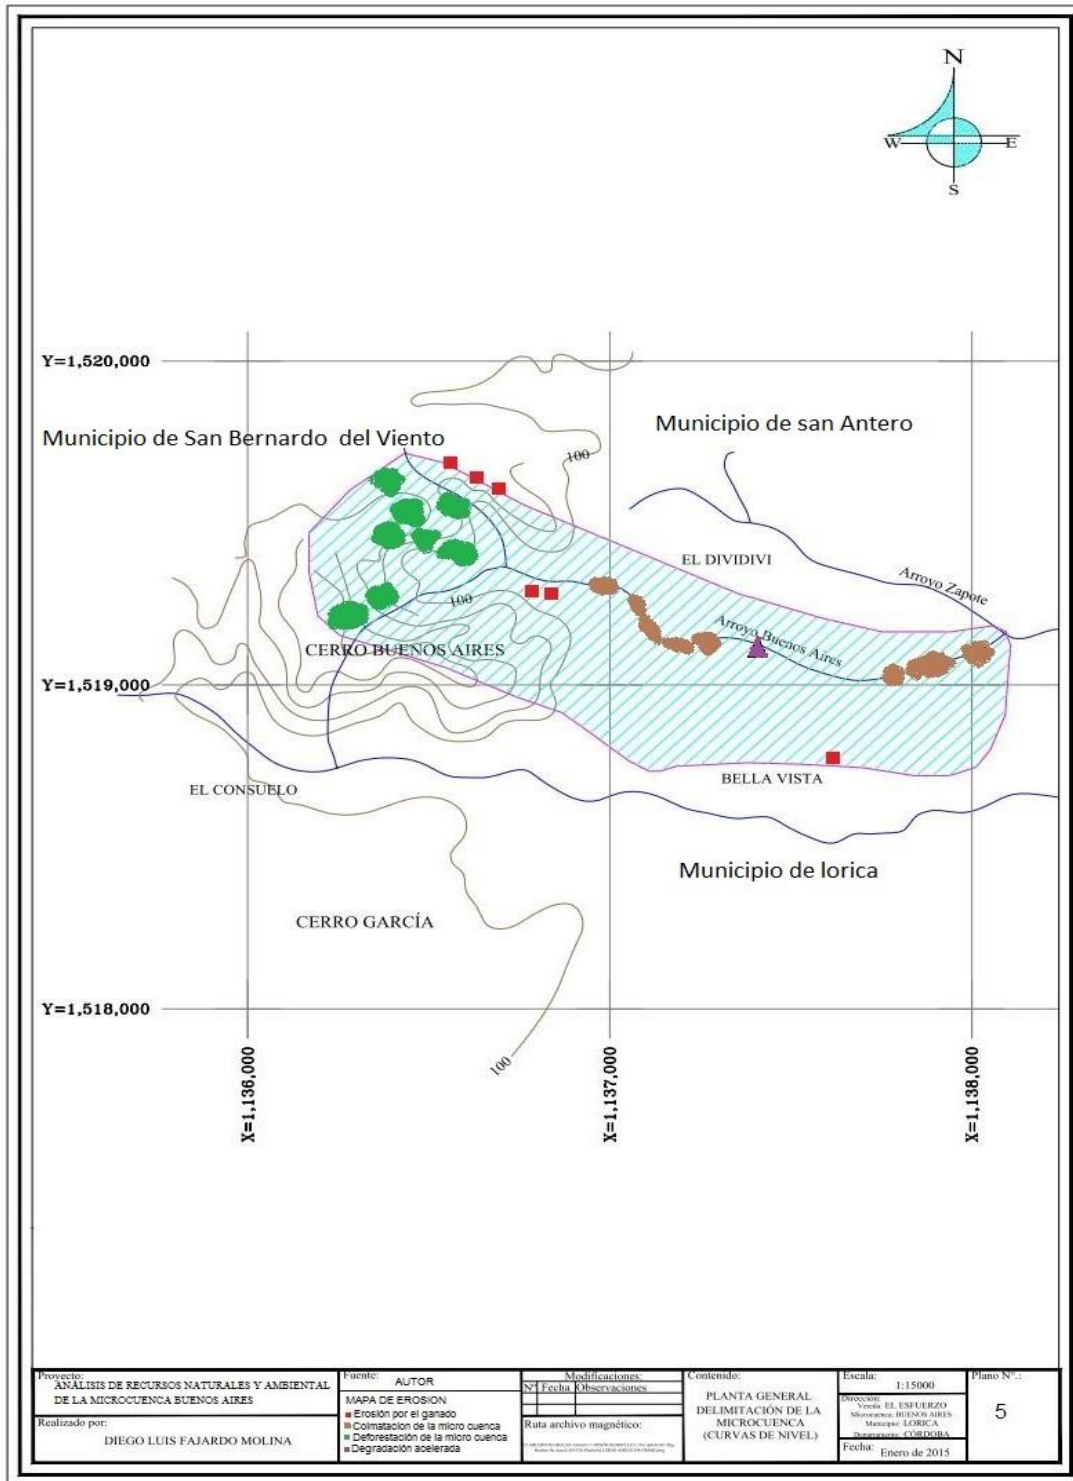 N
W E
S
Y=1,520,000
Municipio de San Bernardo del Viento
Municipio de san Antero
100
EL DIVIDIVI
Arroyo Zapote
100
Arroyo Buenos Aires
CERRO BUENOS AIRES
Y=1,519,000
BELLA VISTA
EL CONSUELO
Municipio de lorica
CERRO GARCÍA
Y=1,518,000
100
X=1,136,000
X=1,137,000
X=1,138,000
Proyecto:
ANÁLISIS DE RECURSOS NATURALES Y AMBIENTAL
DE LA MICROCUENCA BUENOS AIRES
Realizado por:
DIEGO LUIS FAJARDO MOLINA
Fuente:
AUTOR
MAPA DE EROSION
Erosión por el ganado
Colmatacion de la micro cuenca
Deforestación de la micro cuenca
Degradación acelerada
Modificaciones:
Nº Fecha Observaciones
Ruta archivo magnético:
Contenido:
PLANTA GENERAL
DELIMITACIÓN DE LA
MICROCUENCA
(CURVAS DE NIVEL)
Escala:
1:15000
Dirección:
Vereda: EL ESFUERZO
Microcuenca: BUENOS AIRES
Municipio: LORICA
Departamento: CÓRDOBA
Fecha: Enero de 2015
Plano Nº.:
5